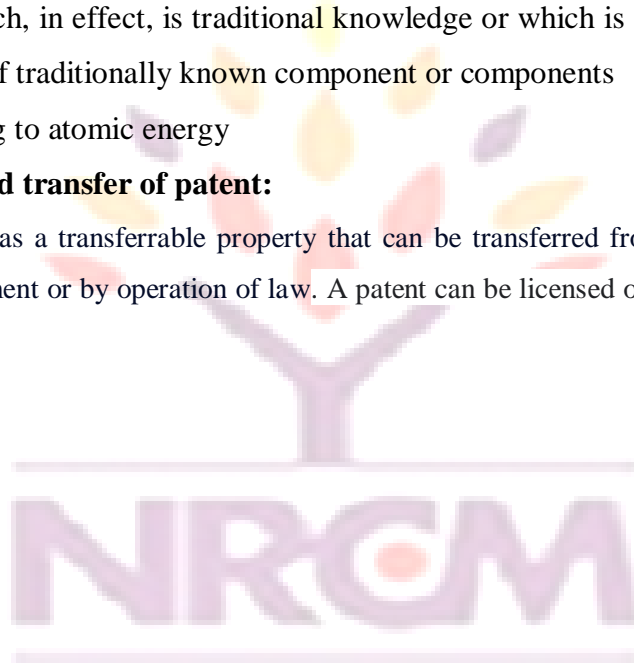 ch, in effect, is traditional knowledge or which is
f traditionally known component or components
g to atomic energy
d transfer of patent:
as a transferrable property that can be transferred fro
nent or by operation of law. A patent can be licensed o
NRCM